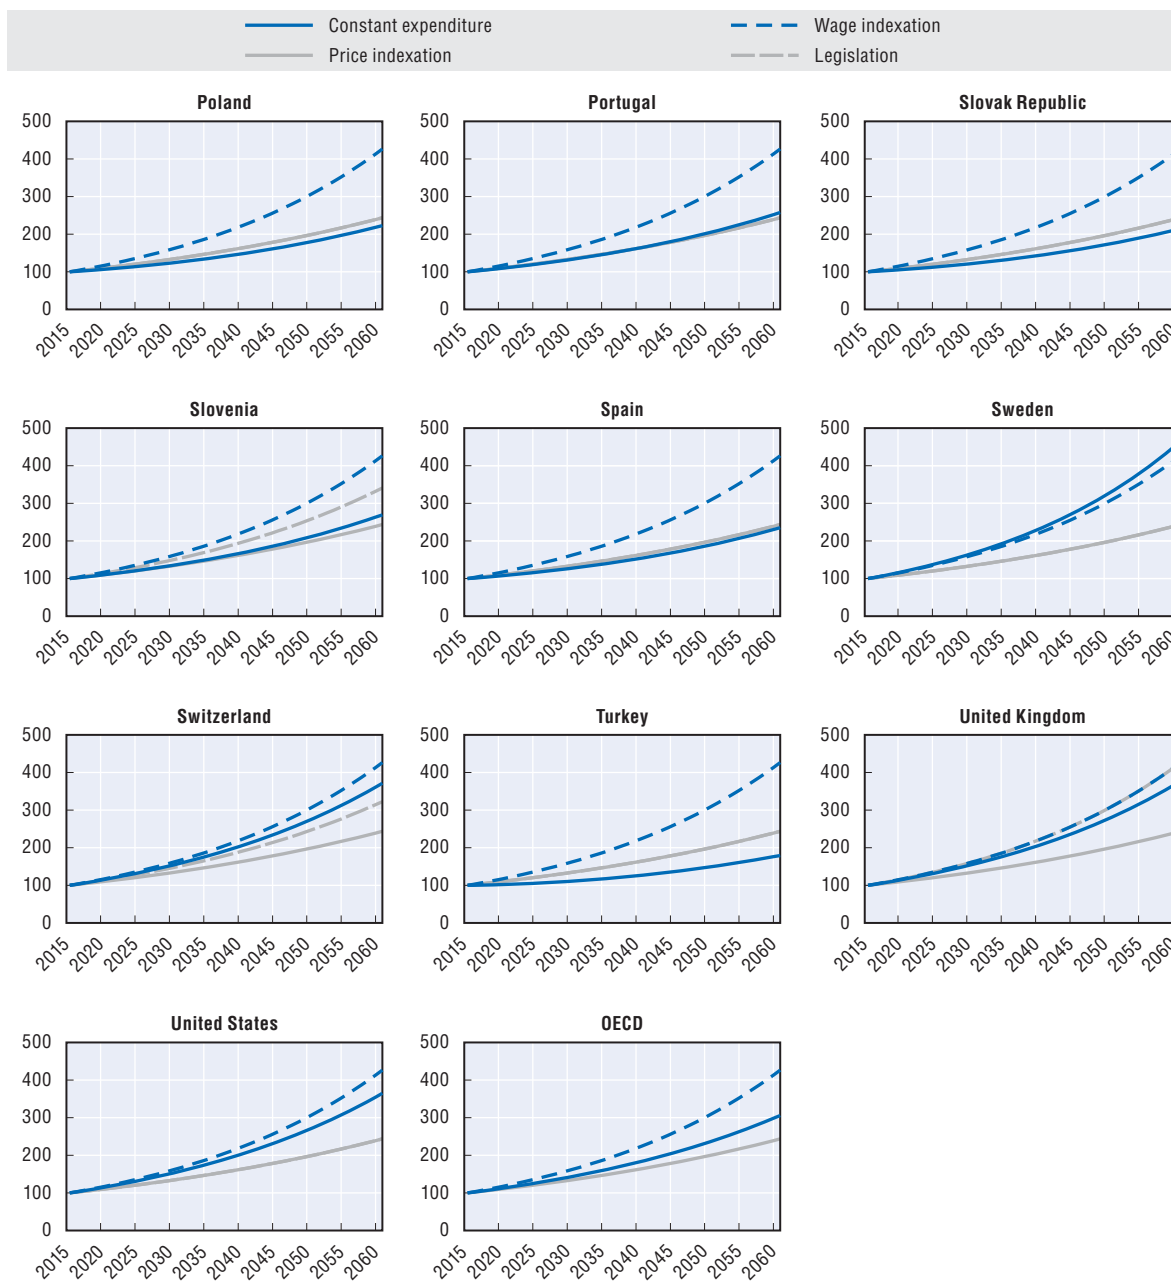 Constant expenditure Wage indexation
Price indexation Legislation
Poland Portugal Slovak Republic
500 500 500
400 400 400
300 300 300
200 200 200
100 100 100
0 0 0
2015 2020 2025 2030 2035 2040 2045 2050 2055 2060 2015 2020 2025 2030 2035 2040 2045 2050 2055 2060 2015 2020 2025 2030 2035 2040 2045 2050 2055 2060
Slovenia Spain Sweden
500 500 500
400 400 400
300 300 300
200 200 200
100 100 100
0 0 0
2015 2020 2025 2030 2035 2040 2045 2050 2055 2060 2015 2020 2025 2030 2035 2040 2045 2050 2055 2060 2015 2020 2025 2030 2035 2040 2045 2050 2055 2060
Switzerland Turkey United Kingdom
500 500 500
400 400 400
300 300 300
200 200 200
100 100 100
0 0 0
2015 2020 2025 2030 2035 2040 2045 2050 2055 2060 2015 2020 2025 2030 2035 2040 2045 2050 2055 2060 2015 2020 2025 2030 2035 2040 2045 2050 2055 2060
United States OECD
500 500
400 400
300 300
200 200
100 100
0 0
2015 2020 2025 2030 2035 2040 2045 2050 2055 2060 2015 2020 2025 2030 2035 2040 2045 2050 2055 2060